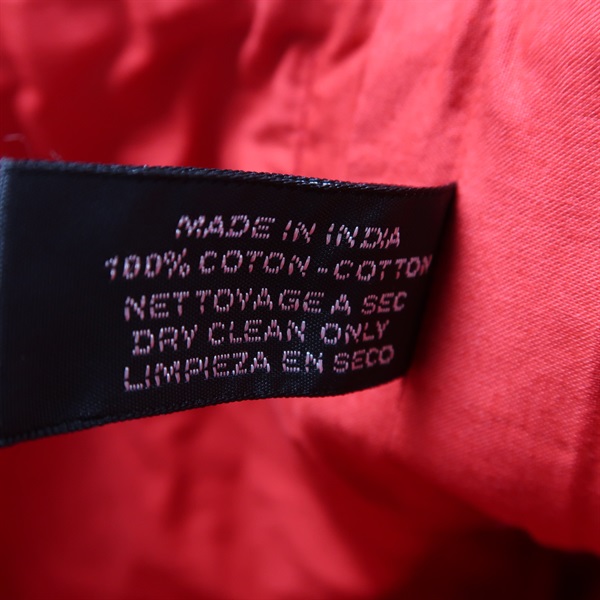 MADE IN INDIA
100% COTON - COTTON
NETTOYAGE A SEC
DRY CLEAN ONLY
LIMPIEZA EN SECO